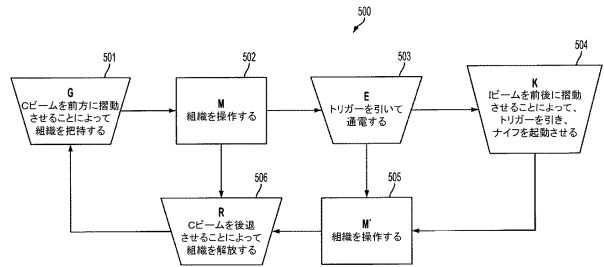 500
501
G
Cビームを前方に摺動
させることによって
組織を把持する
502
M
組織を操作する
503
E
トリガーを引いて
通電する
504
K
Iビームを前後に摺動
させることによって、
トリガーを引き、
ナイフを起動させる
506
R
Cビームを後退
させることによって
組織を解放する
505
M'
組織を操作する